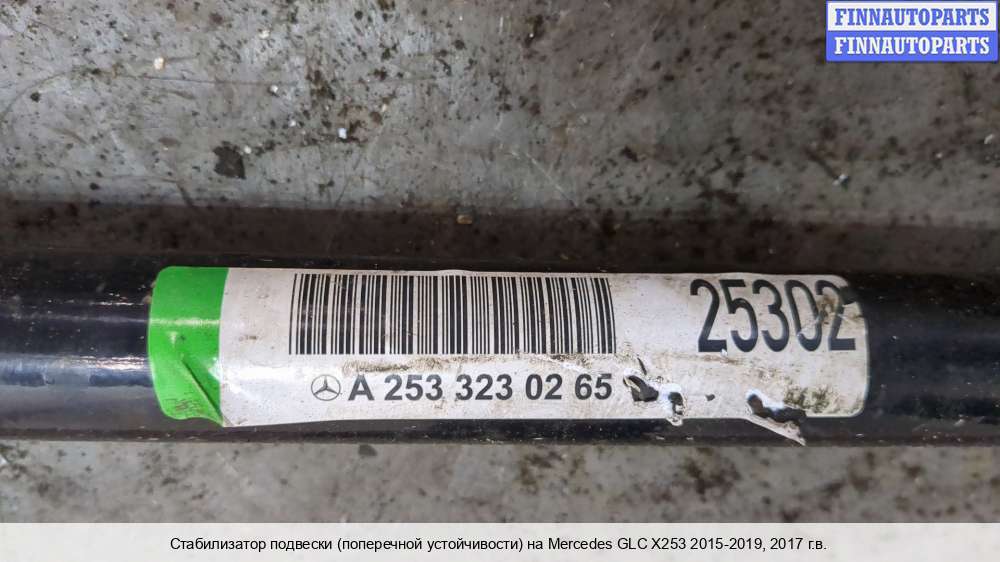 FINNAUTOPARTS
FINNAUTOPARTS
25302
A 253 323 02 65
Стабилизатор подвески (поперечной устойчивости) на Mercedes GLC X253 2015-2019, 2017 г.в.